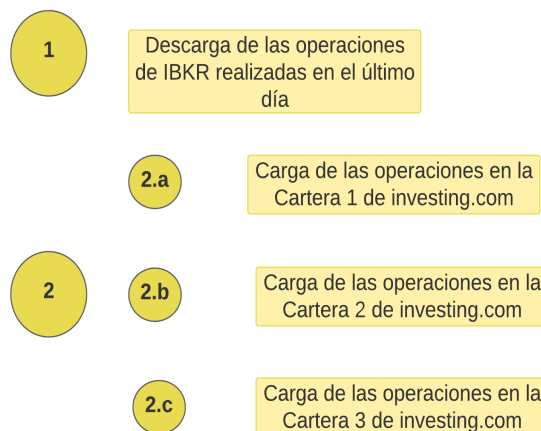 1
Descarga de las operaciones
de IBKR realizadas en el último
día
2.a
Carga de las operaciones en la
Cartera 1 de investing.com
2
2.b
Carga de las operaciones en la
Cartera 2 de investing.com
2.c
Carga de las operaciones en la
Cartera 3 de investing.com